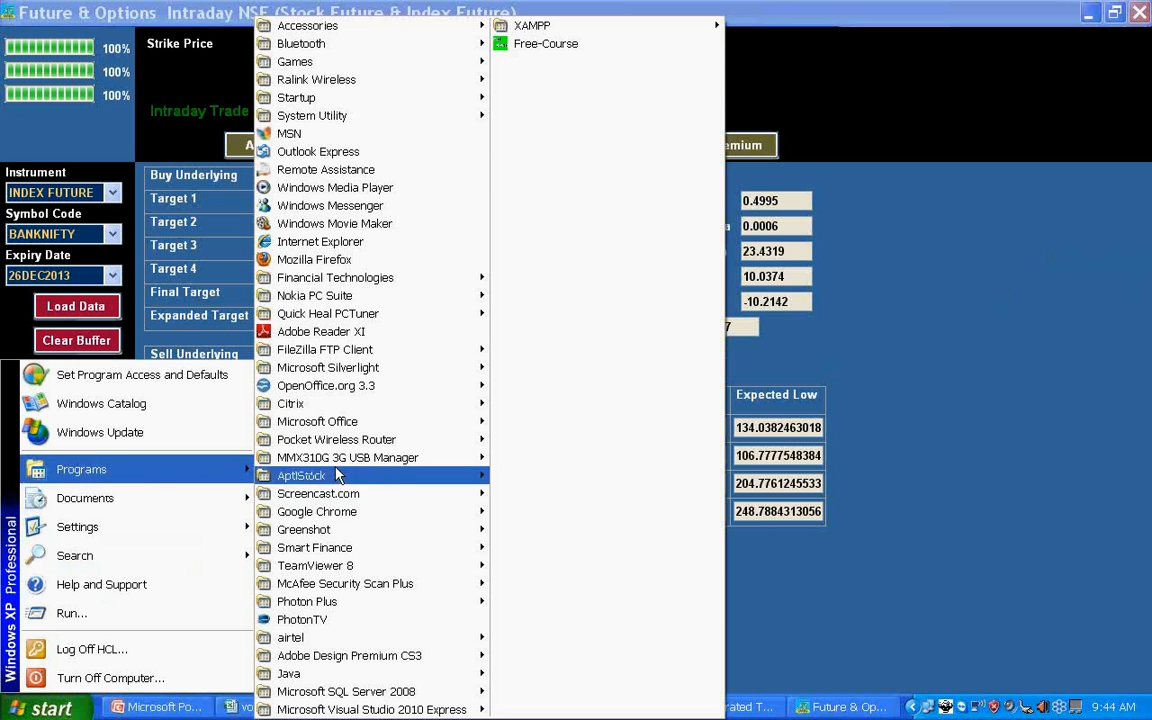 Future & Options Intraday NSE (Stock Future & Index Future)
100%
100%
100%
Strike Price
Intraday Trade
Instrument
INDEX FUTURE
Symbol Code
BANKNIFTY
Expiry Date
26DEC2013
Load Data
Clear Buffer
Buy Underlying
Target 1
Target 2
Target 3
Target 4
Final Target
Expanded Target
Sell Underlying
Set Program Access and Defaults
Windows Catalog
Windows Update
Programs
Documents
Settings
Search
Help and Support
Run...
Log Off HCL...
Turn Off Computer...
Windows XP Professional
Accessories
Bluetooth
Games
Ralink Wireless
Startup
System Utility
MSN
Outlook Express
Remote Assistance
Windows Media Player
Windows Messenger
Windows Movie Maker
Internet Explorer
Mozilla Firefox
Financial Technologies
Nokia PC Suite
Quick Heal PCTuner
Adobe Reader XI
FileZilla FTP Client
Microsoft Silverlight
OpenOffice.org 3.3
Citrix
Microsoft Office
Pocket Wireless Router
MMX310G 3G USB Manager
AptIStock
Screencast.com
Google Chrome
Greenshot
Smart Finance
TeamViewer 8
McAfee Security Scan Plus
Photon Plus
PhotonTV
airtel
Adobe Design Premium CS3
Java
Microsoft SQL Server 2008
Microsoft Visual Studio 2010 Express
XAMPP
Free-Course
emium
0.4995
a 0.0006
23.4319
10.0374
-10.2142
7
Expected Low
134.0382463018
106.7777548384
204.7761245533
248.7884313056
start
Microsoft Po...
vo
rated T...
Future & Op...
9:44 AM